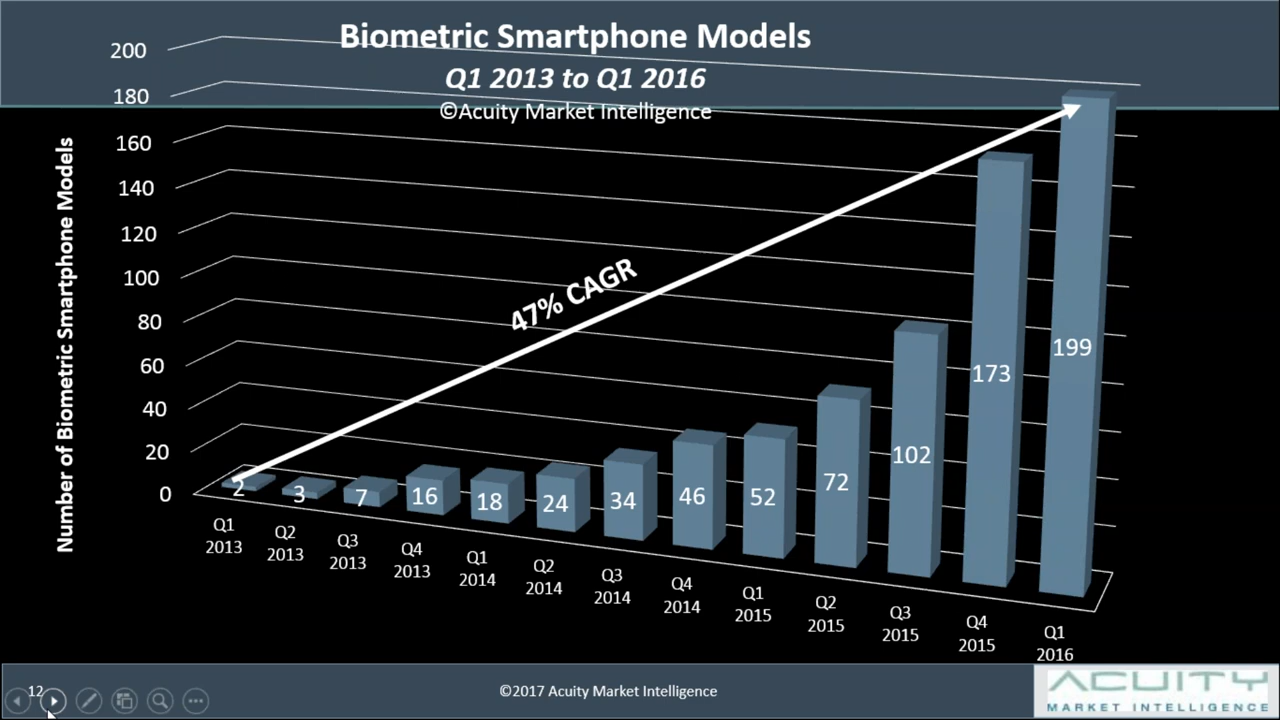 Biometric Smartphone Models
Q1 2013 to Q1 2016
©Acuity Market Intelligence
Number of Biometric Smartphone Models
200
180
160
140
120
100
80
60
40
20
0
47% CAGR
2
3
7
16
18
24
34
46
52
72
102
173
199
Q1
2013
Q2
2013
Q3
2013
Q4
2013
Q1
2014
Q2
2014
Q3
2014
Q4
2014
Q1
2015
Q2
2015
Q3
2015
Q4
2015
Q1
2016
12
©2017 Acuity Market Intelligence
ACUITY
MARKET INTELLIGENCE